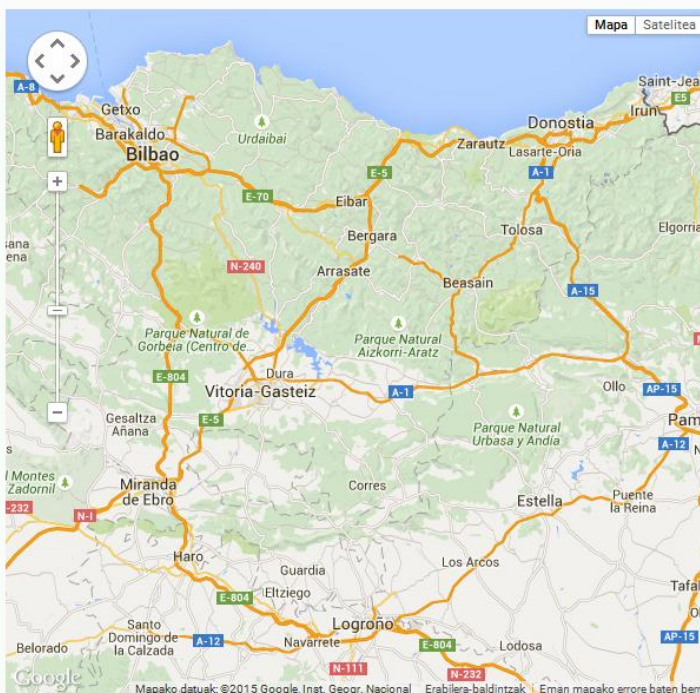 Mapa Satelitea
Saint-Jea
A-8
E5
Getxo
Irun
Donostia
Barakaldo
Urdaibai
Zarautz
Lasarte-Oria
Bilbao
E-5
A-1
E-70
Eibar
Bergara
Tolosa
Elgorria
N-240
Arrasate
Beasain
A-15
Parque Natural de
Gorbeia (Centro de...
Parque Natural
Aizkorri-Aratz
E-804
Dura
Ollo
AP-15
Vitoria-Gasteiz
A-1
Gesaltza
Añana
E-5
Parque Natural
Urbasa y Andia
Pam
A-12
l Montes
Zadornil
Miranda
de Ebro
Corres
-232
N-I
Estella
Puente
la Reina
Haro
Guardia
Los Arcos
Eltziego
Tafal
E-804
Santo
Domingo de
la Calzada
Logroño
A-12
Navarrete
E-804
Lodosa
AP-15
Belorado
N-111
N-232
Google
Mapako datuak: ©2015 Google, Inst. Geogr. Nacional Erabilera-baldintzak Eman mapako errore baten beri